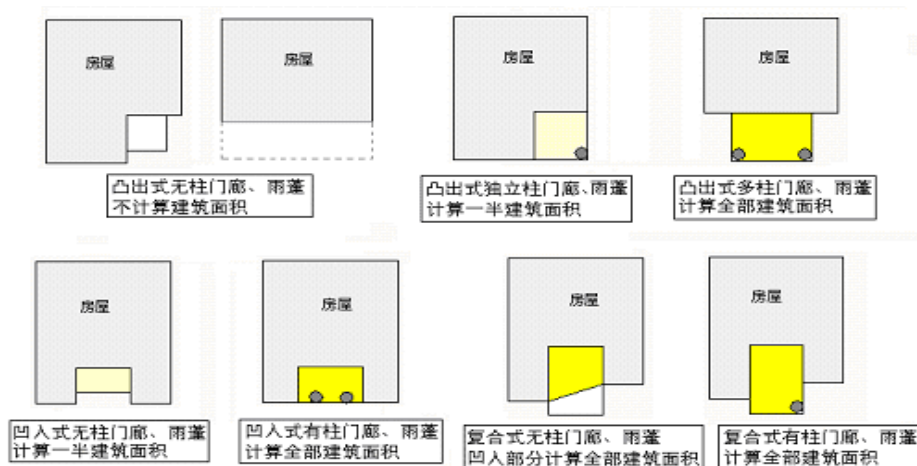 房屋
房屋
房屋
房屋
凸出式无柱门廊、雨蓬
不计算建筑面积
凸出式独立柱门廊、雨蓬
计算一半建筑面积
凸出式多柱门廊、雨蓬
计算全部建筑面积
房屋
房屋
房屋
房屋
凹入式无柱门廊、雨蓬
计算一半建筑面积
凹入式有柱门廊、雨蓬
计算全部建筑面积
复合式无柱门廊、雨蓬
凹入部分计算全部建筑面积
复合式有柱门廊、雨蓬
计算全部建筑面积